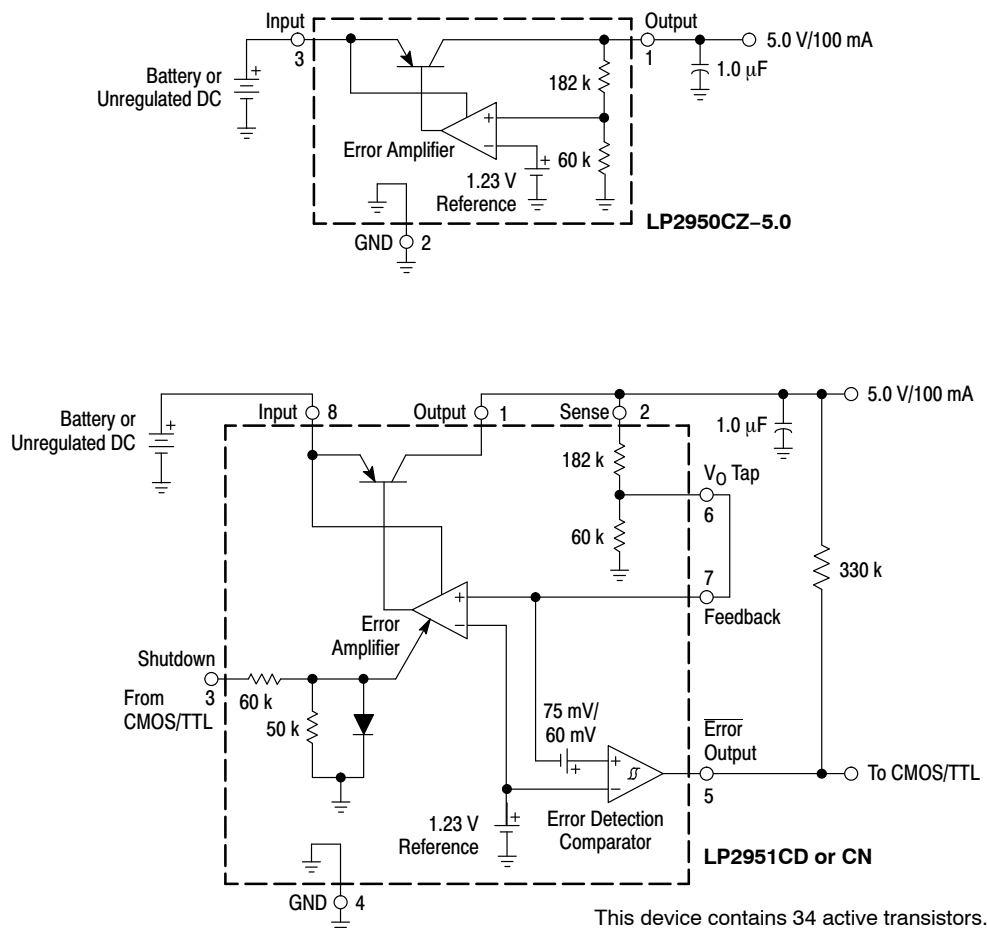 Input
3
Output
1
5.0 V/100 mA
Battery or
Unregulated DC
+
182 k
1.0 µF
+
−
Error Amplifier
60 k
+
1.23 V
Reference
GND 2
LP2950CZ−5.0
Battery or
Unregulated DC
+
Input 8
Output 1
Sense 2
5.0 V/100 mA
1.0 µF
182 k
VO Tap
6
60 k
330 k
7
Feedback
+
−
Error
Amplifier
Shutdown
3
From
CMOS/TTL
60 k
50 k
75 mV/
60 mV
+
+
−
Error
Output
5
To CMOS/TTL
1.23 V
Reference
+
Error Detection
Comparator
LP2951CD or CN
GND 4
This device contains 34 active transistors.